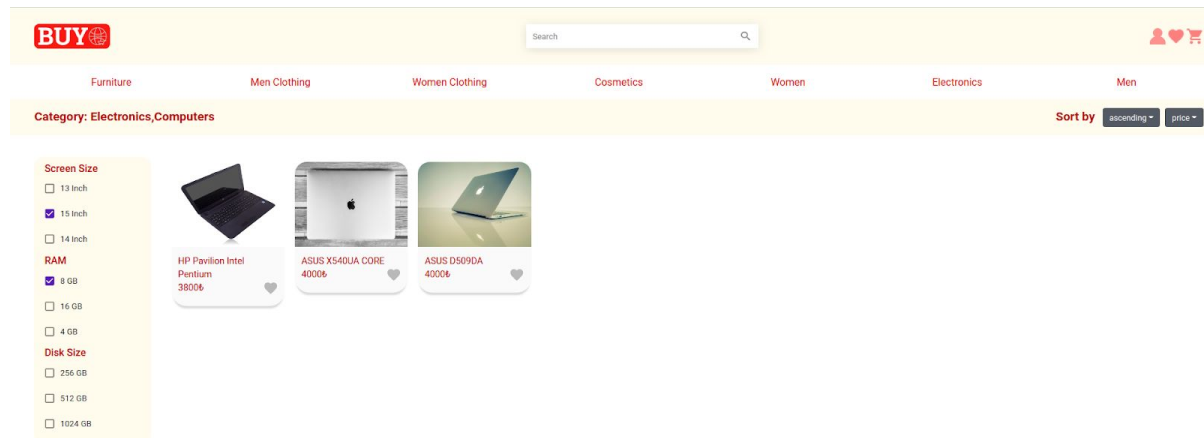 BUY
Search
Furniture Men Clothing Women Clothing Cosmetics Women Electronics Men
Category: Electronics,Computers
Sort by ascending price
Screen Size
13 Inch
15 Inch
14 Inch
RAM
8 GB
16 GB
4 GB
Disk Size
256 GB
512 GB
1024 GB
HP Pavilion Intel
Pentium
3800₺
ASUS X540UA CORE
4000₺
ASUS D509DA
4000₺